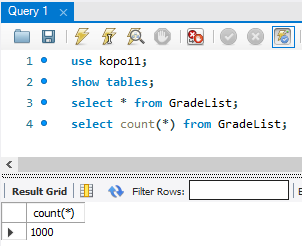 Query 1
1 use kopo11;
2 show tables;
3 select * from GradeList;
4 select count(*) from GradeList;
Result Grid Filter Rows:
count(*)
1000